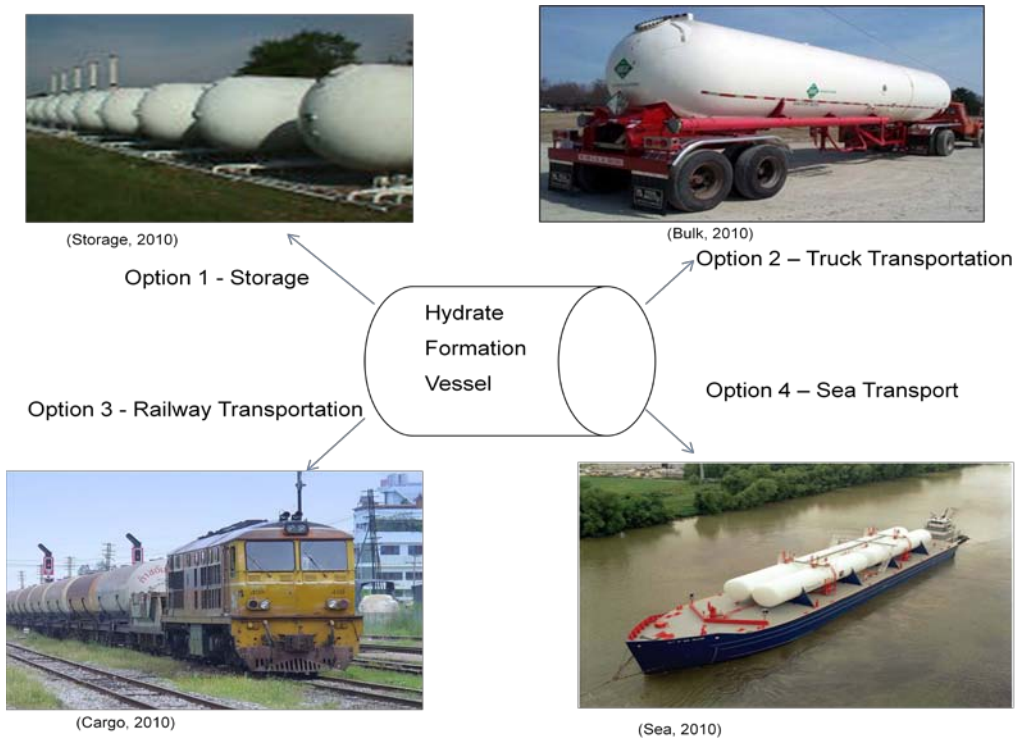 (Storage, 2010)
(Bulk, 2010)
Option 1 - Storage
Option 2 – Truck Transportation
Hydrate
Formation
Vessel
Option 3 - Railway Transportation
Option 4 – Sea Transport
(Cargo, 2010)
(Sea, 2010)